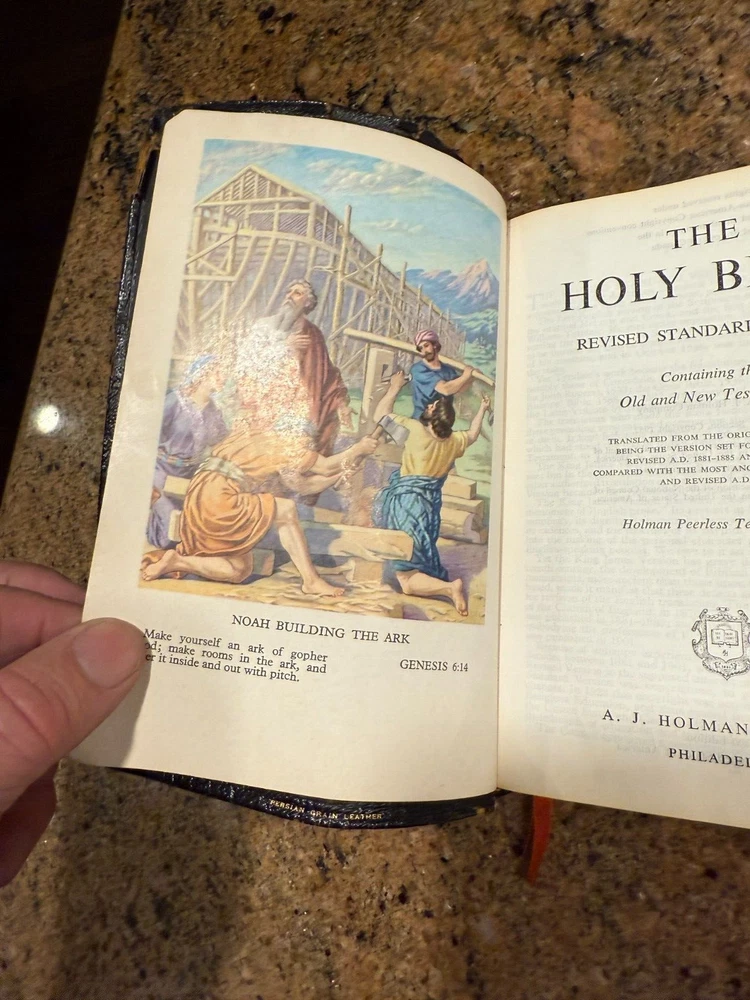 NOAH BUILDING THE ARK
Make yourself an ark of gopher
; make rooms in the ark, and
it inside and out with pitch.
GENESIS 6:14
PERSIAN GRAIN LEATHER
THE
HOLY
REVISED
Containing
Old and New
TRANSLATED FROM THE
BEING THE VERSION SET
REVISED A.D. 1881-1885
COMPARED WITH THE MOST
AND REVISED A.D.
Holman Peerless
A. J. HOLMAN